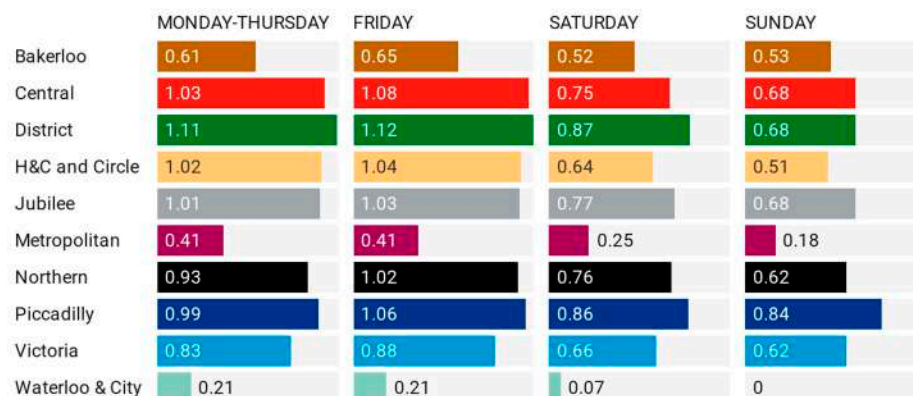 MONDAY-THURSDAY FRIDAY SATURDAY SUNDAY
Bakerloo 0.61 0.65 0.52 0.53
Central 1.03 1.08 0.75 0.68
District 1.11 1.12 0.87 0.68
H&C and Circle 1.02 1.04 0.64 0.51
Jubilee 1.01 1.03 0.77 0.68
Metropolitan 0.41 0.41 0.25 0.18
Northern 0.93 1.02 0.76 0.62
Piccadilly 0.99 1.06 0.86 0.84
Victoria 0.83 0.88 0.66 0.62
Waterloo & City 0.21 0.21 0.07 0